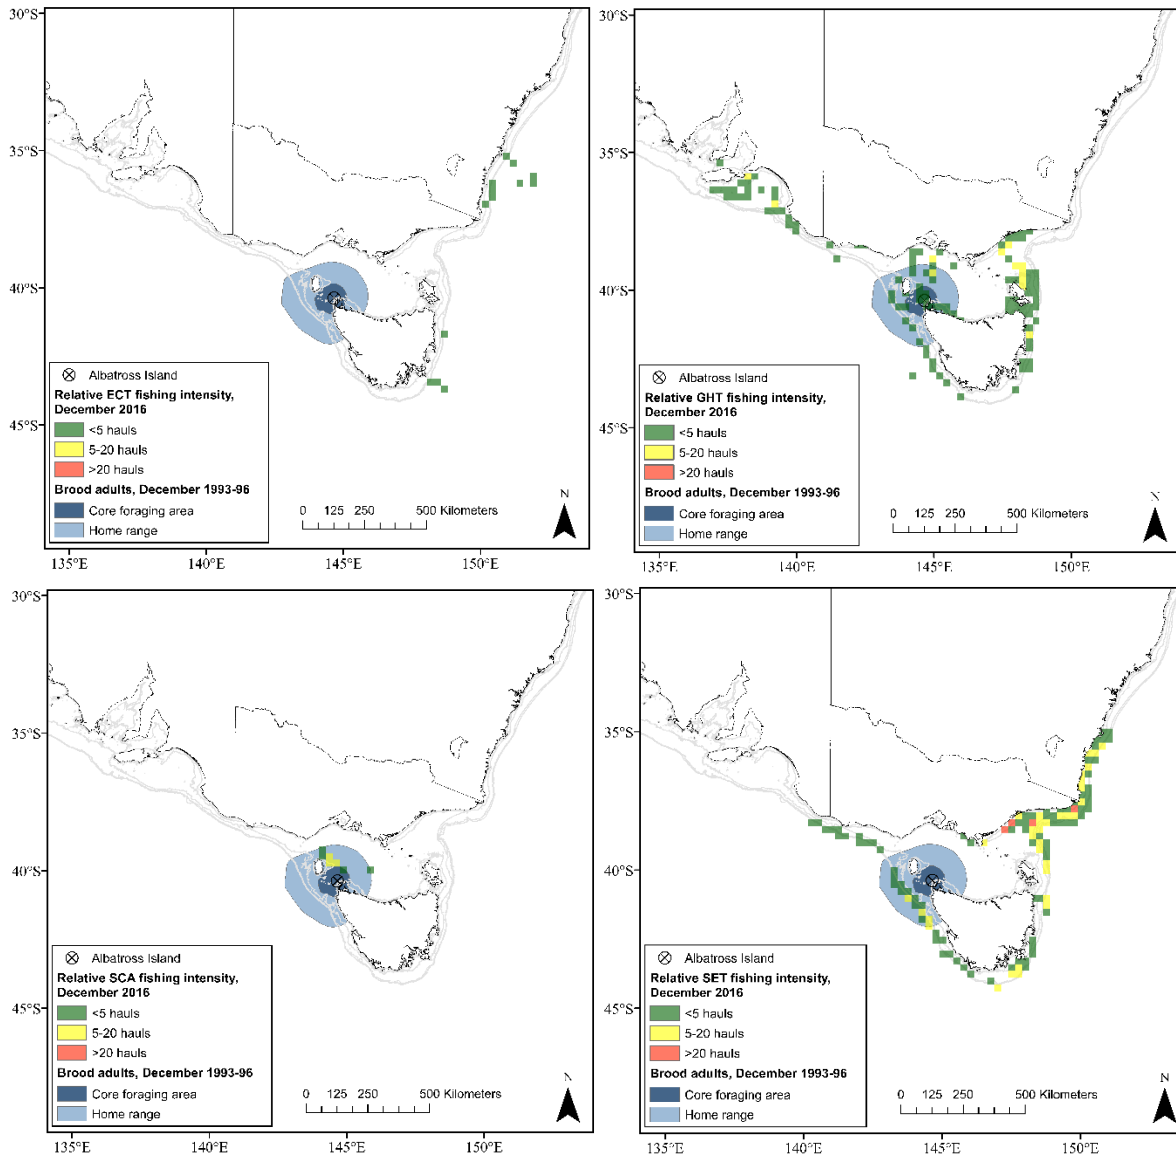 30°S
35°S
40°S
45°S
Albatross Island
Relative ECT fishing intensity,
December 2016
<5 hauls
5-20 hauls
>20 hauls
Brood adults, December 1993-96
Core foraging area
Home range
0 125 250 500 Kilometers
N
135°E 140°E 145°E 150°E
30°S
35°S
40°S
45°S
Albatross Island
Relative GHT fishing intensity,
December 2016
<5 hauls
5-20 hauls
>20 hauls
Brood adults, December 1993-96
Core foraging area
Home range
0 125 250 500 Kilometers
N
135°E 140°E 145°E 150°E
30°S
35°S
40°S
45°S
Albatross Island
Relative SCA fishing intensity,
December 2016
<5 hauls
5-20 hauls
>20 hauls
Brood adults, December 1993-96
Core foraging area
Home range
0 125 250 500 Kilometers
N
135°E 140°E 145°E 150°E
30°S
35°S
40°S
45°S
Albatross Island
Relative SET fishing intensity,
December 2016
<5 hauls
5-20 hauls
>20 hauls
Brood adults, December 1993-96
Core foraging area
Home range
0 125 250 500 Kilometers
N
135°E 140°E 145°E 150°E